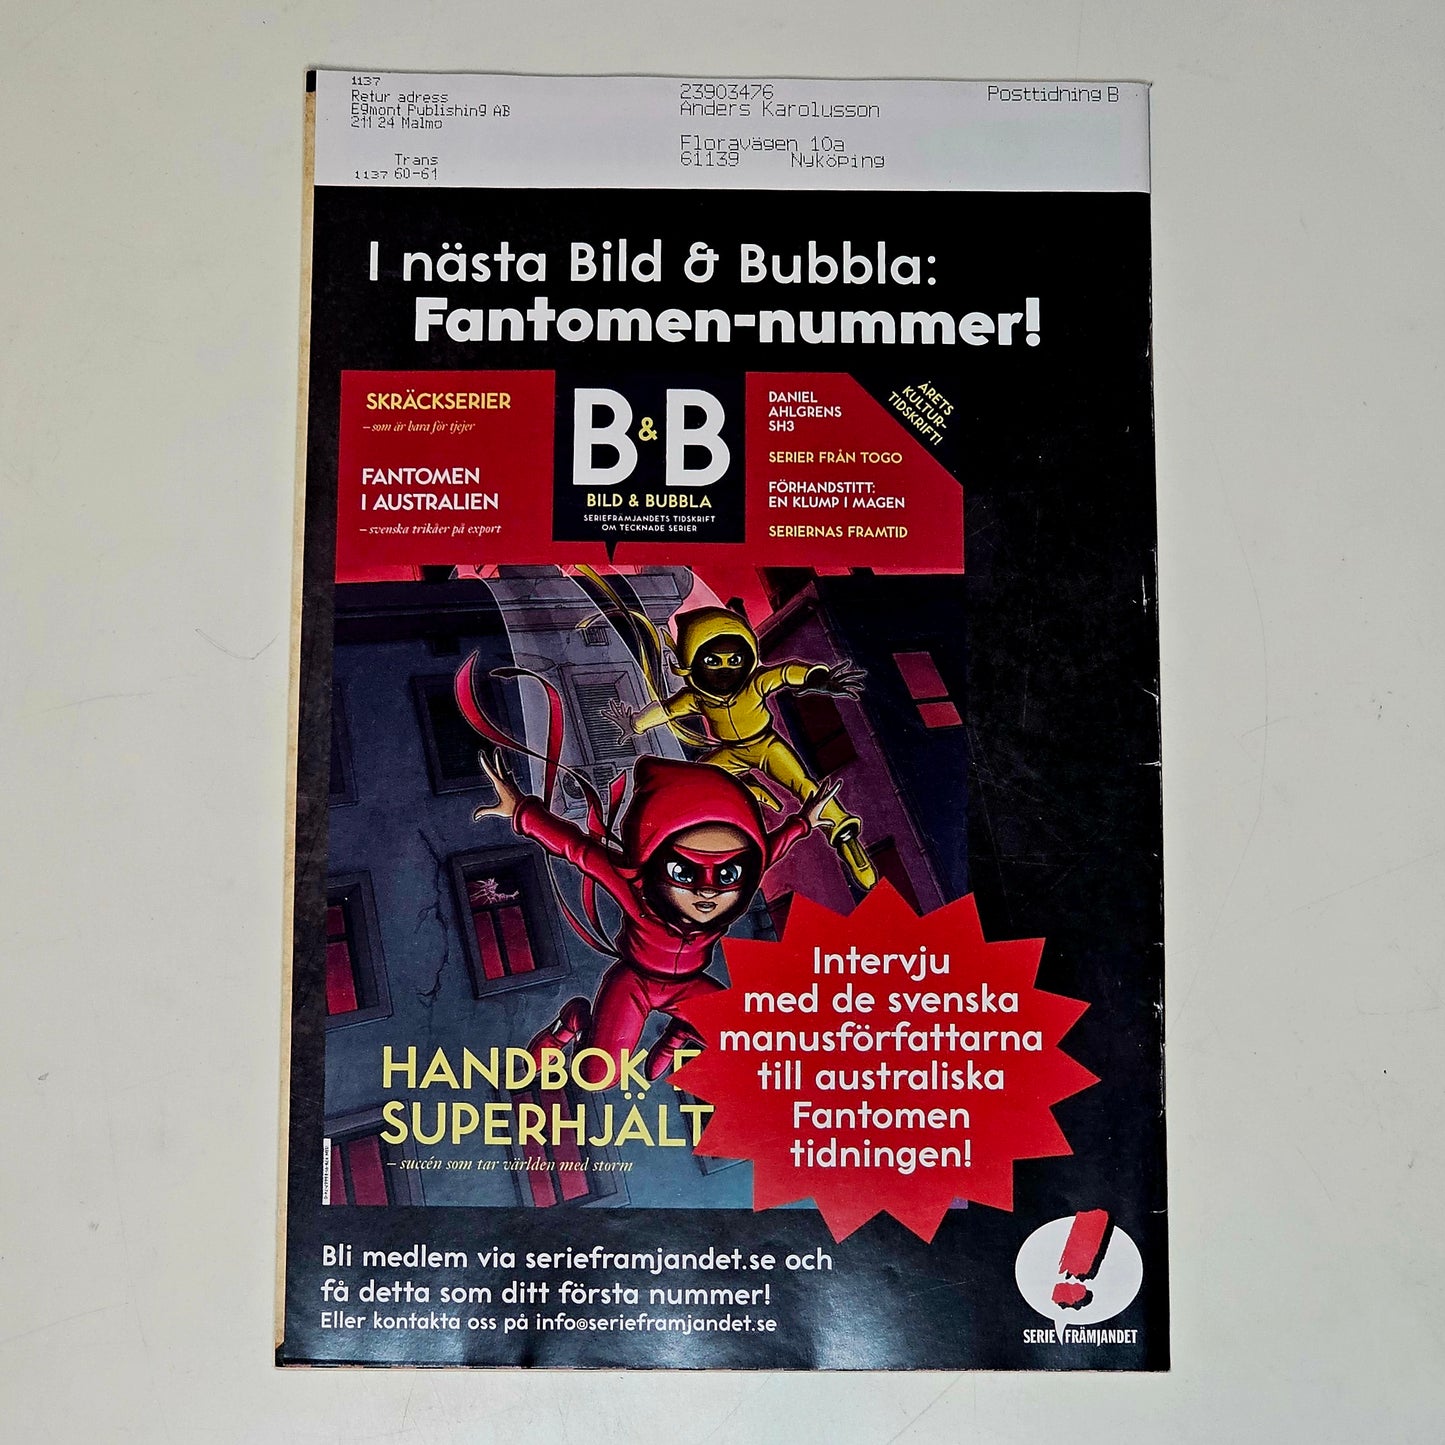 1137
Retur adress
Egmont Publishing AB
211 24 Malmö
Trans
1137 60-61
23903476
Anders Karolusson
Floravägen 10a
61139 Nyköping
Posttidning B
I nästa Bild & Bubbla:
Fantomen-nummer!
SKRÄCKSERIER
– som är bara för tjejer
FANTOMEN
I AUSTRALIEN
– svenska trikåer på export
B&B
BILD & BUBBLA
SERIEFRÄMJANDETS TIDSKRIFT
OM TECKNADE SERIER
DANIEL
AHLGRENS
SH3
SERIER FRÅN TOGO
FÖRHANDSTITT:
EN KLUMP I MAGEN
SERIERNAS FRAMTID
ÅRETS
KULTUR-
TIDSKRIFT!
HANDBOK F
SUPERHJÄLT
– succén som tar världen med storm
Intervju
med de svenska
manusförfattarna
till australiska
Fantomen
tidningen!
Bli medlem via serieframjandet.se och
få detta som ditt första nummer!
Eller kontakta oss på info@serieframjandet.se
!
SERIEFRÄMJANDET